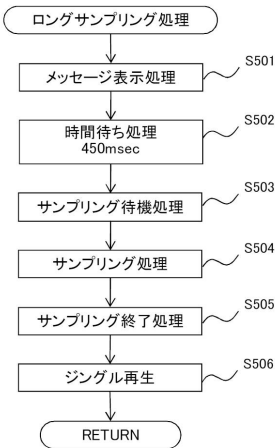 ロングサンプリング処理
メッセージ表示処理
S501
時間待ち処理
450msec
S502
サンプリング待機処理
S503
サンプリング処理
S504
サンプリング終了処理
S505
ジングル再生
S506
RETURN